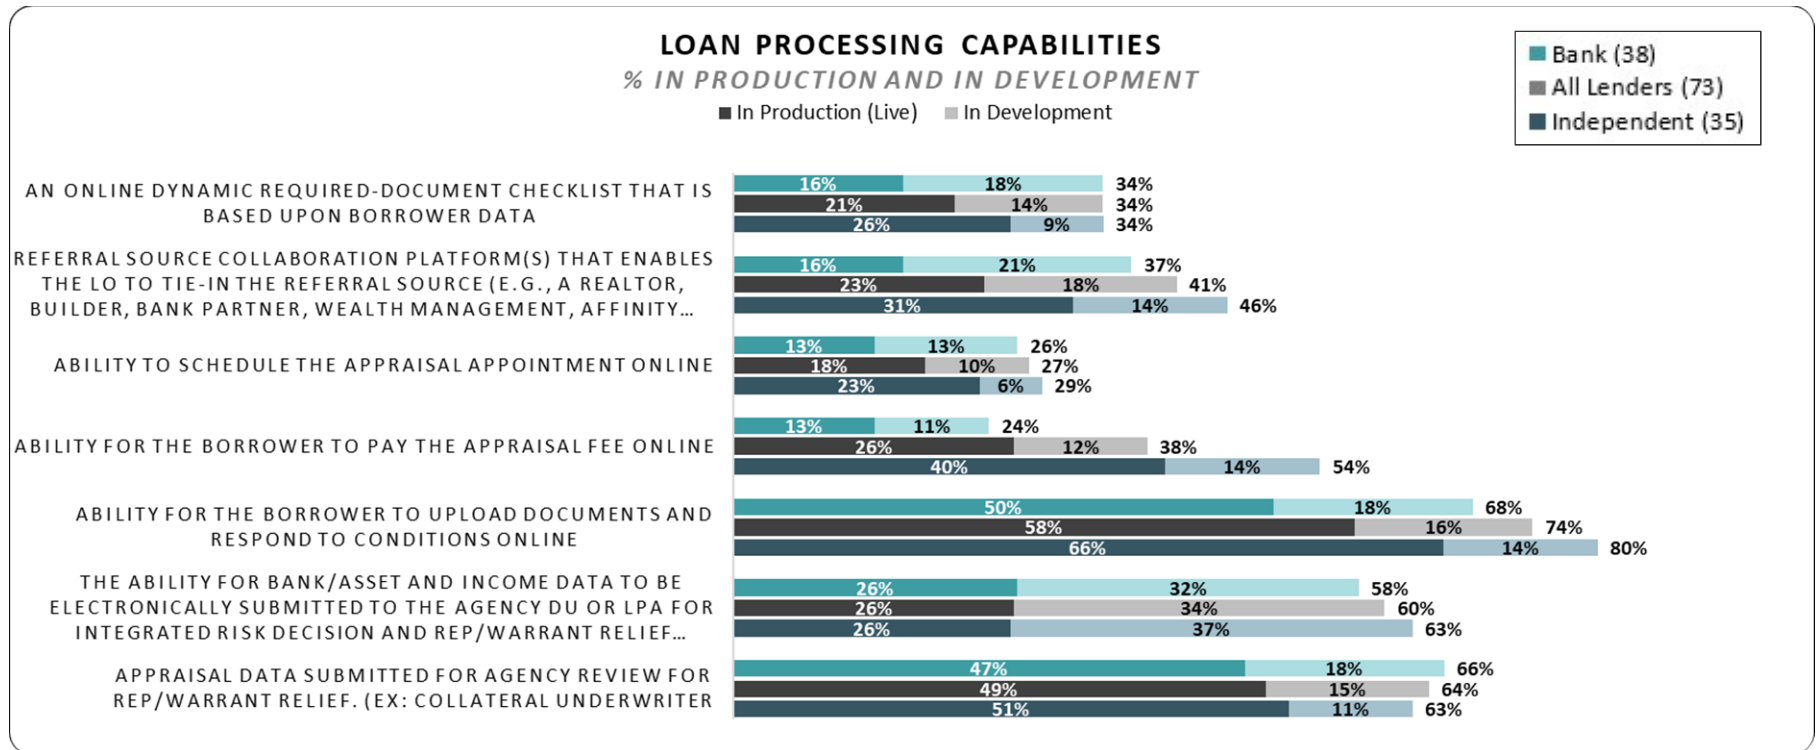 LOAN PROCESSING CAPABILITIES
% IN PRODUCTION AND IN DEVELOPMENT
In Production (Live) In Development
Bank (38)
All Lenders (73)
Independent (35)
AN ONLINE DYNAMIC REQUIRED-DOCUMENT CHECKLIST THAT IS
BASED UPON BORROWER DATA
16% 18% 34%
21% 14% 34%
26% 9% 34%
REFERRAL SOURCE COLLABORATION PLATFORM(S) THAT ENABLES
THE LO TO TIE-IN THE REFERRAL SOURCE (E.G., A REALTOR,
BUILDER, BANK PARTNER, WEALTH MANAGEMENT, AFFINITY...
16% 21% 37%
23% 18% 41%
31% 14% 46%
ABILITY TO SCHEDULE THE APPRAISAL APPOINTMENT ONLINE
13% 13% 26%
18% 10% 27%
23% 6% 29%
ABILITY FOR THE BORROWER TO PAY THE APPRAISAL FEE ONLINE
13% 11% 24%
26% 12% 38%
40% 14% 54%
ABILITY FOR THE BORROWER TO UPLOAD DOCUMENTS AND
RESPOND TO CONDITIONS ONLINE
50% 18% 68%
58% 16% 74%
66% 14% 80%
THE ABILITY FOR BANK/ASSET AND INCOME DATA TO BE
ELECTRONICALLY SUBMITTED TO THE AGENCY DU OR LPA FOR
INTEGRATED RISK DECISION AND REP/WARRANT RELIEF...
26% 32% 58%
26% 34% 60%
26% 37% 63%
APPRAISAL DATA SUBMITTED FOR AGENCY REVIEW FOR
REP/WARRANT RELIEF. (EX: COLLATERAL UNDERWRITER
47% 18% 66%
49% 15% 64%
51% 11% 63%